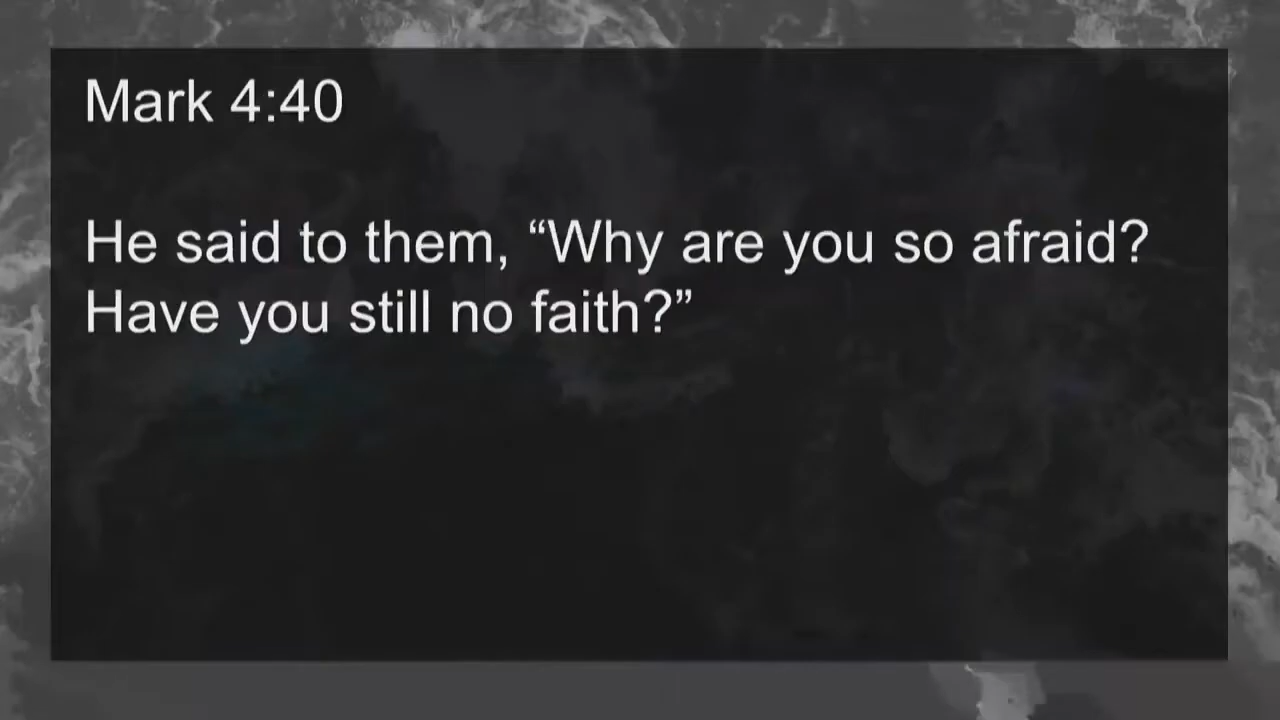 Mark 4:40
He said to them, “Why are you so afraid?
Have you still no faith?”